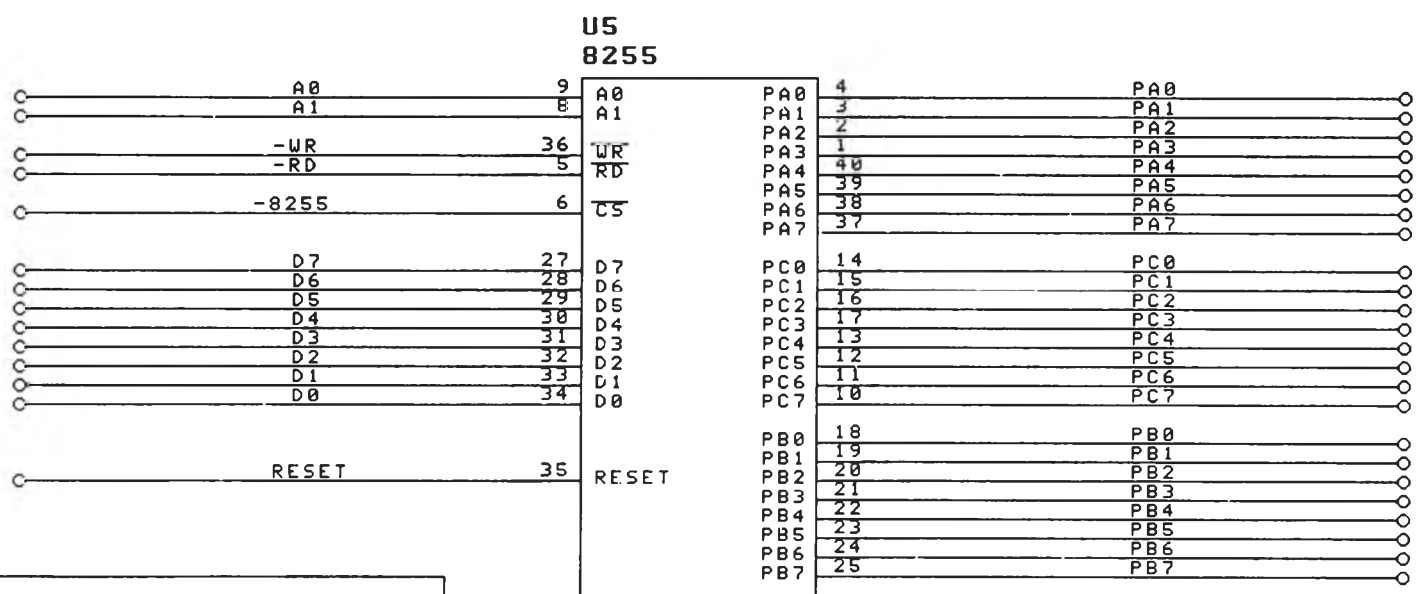 U5
8255
A0 9 A0 PA0 4 PA0
A1 8 A1 PA1 3 PA1
PA2 2 PA2
-WR 36 WR PA3 1 PA3
-RD 5 RD PA4 40 PA4
PA5 39 PA5
-8255 6 CS PA6 38 PA6
PA7 37 PA7
D7 27 D7 PC0 14 PC0
D6 28 D6 PC1 15 PC1
D5 29 D5 PC2 16 PC2
D4 30 D4 PC3 17 PC3
D3 31 D3 PC4 13 PC4
D2 32 D2 PC5 12 PC5
D1 33 D1 PC6 11 PC6
D0 34 D0 PC7 10 PC7
PB0 18 PB0
PB1 19 PB1
RESET 35 RESET PB2 20 PB2
PB3 21 PB3
PB4 22 PB4
PB5 23 PB5
PB6 24 PB6
PB7 25 PB7